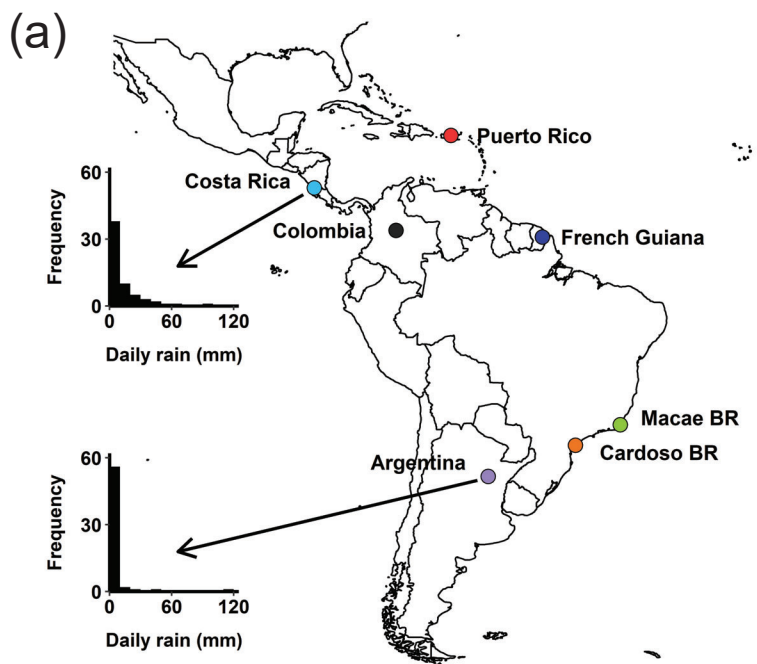 (a)
Puerto Rico
Costa Rica
Colombia
French Guiana
60
30
0
Frequency
0 60 120
Daily rain (mm)
Macae BR
Cardoso BR
Argentina
60
30
0
Frequency
0 60 120
Daily rain (mm)